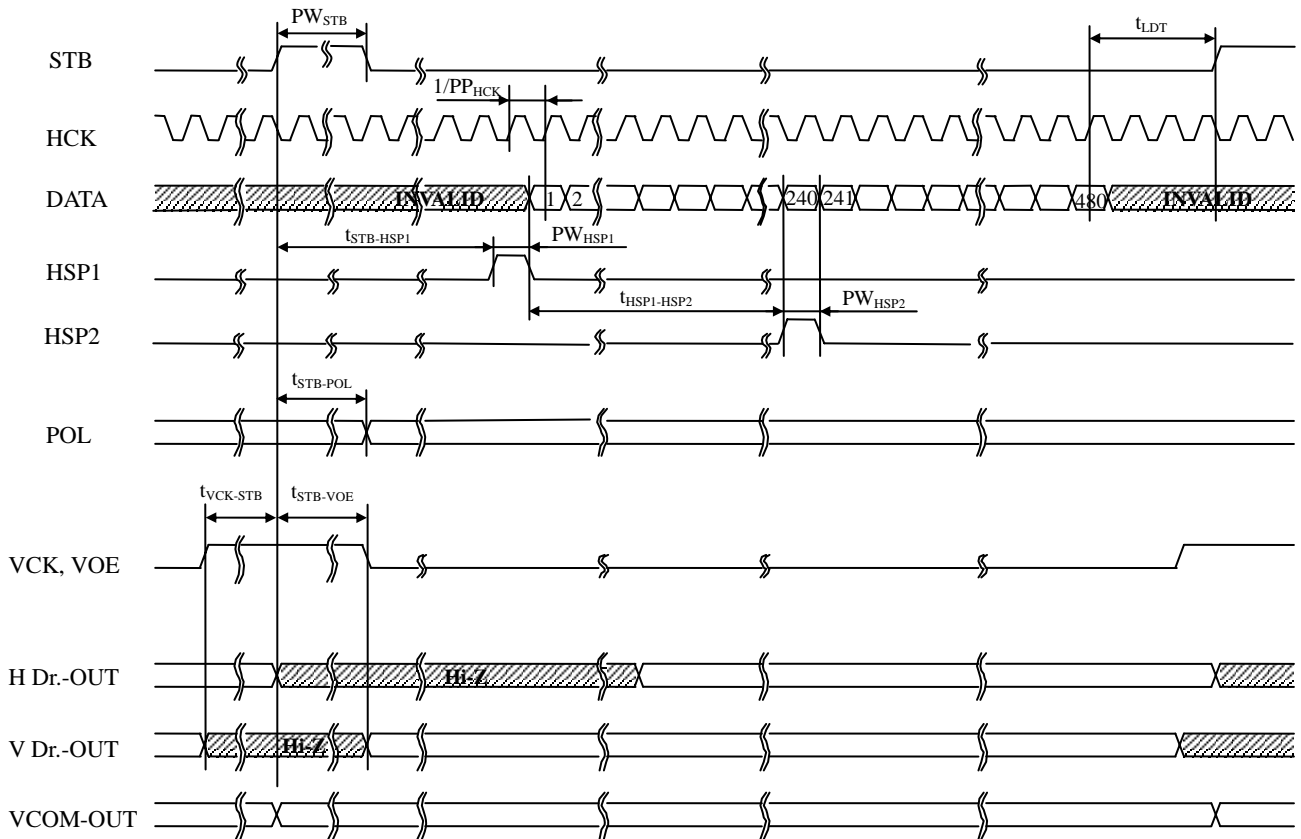 PW_STB
t_LDT
STB
1/PP_HCK
HCK
DATA INVALID 1 2 240 241 480 INVALID
t_STB-HSP1 PW_HSP1
HSP1
t_HSP1-HSP2 PW_HSP2
HSP2
t_STB-POL
POL
t_VCK-STB t_STB-VOE
VCK, VOE
H Dr.-OUT Hi-Z
V Dr.-OUT Hi-Z
VCOM-OUT